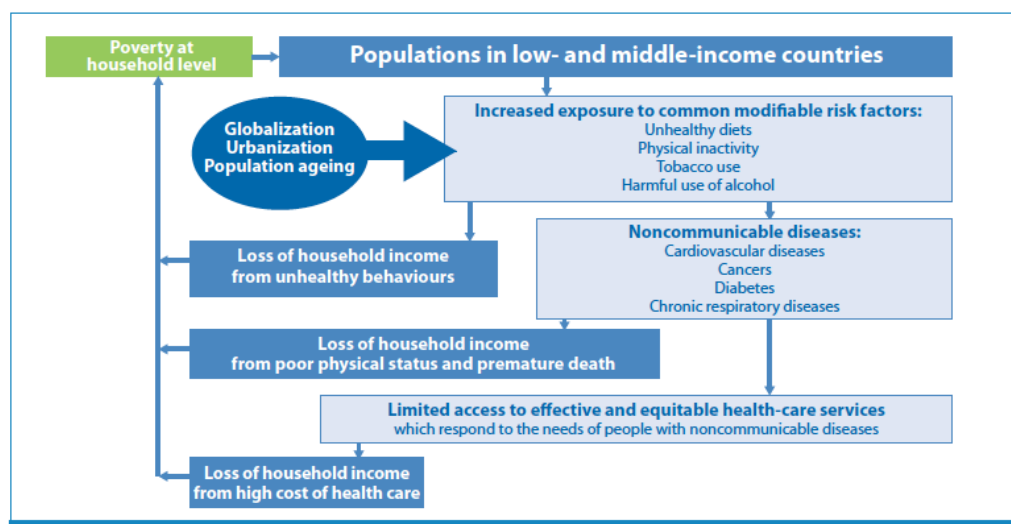 Poverty at
household level
Populations in low- and middle-income countries
Globalization
Urbanization
Population ageing
Increased exposure to common modifiable risk factors:
Unhealthy diets
Physical inactivity
Tobacco use
Harmful use of alcohol
Loss of household income
from unhealthy behaviours
Noncommunicable diseases:
Cardiovascular diseases
Cancers
Diabetes
Chronic respiratory diseases
Loss of household income
from poor physical status and premature death
Limited access to effective and equitable health-care services
which respond to the needs of people with noncommunicable diseases
Loss of household income
from high cost of health care